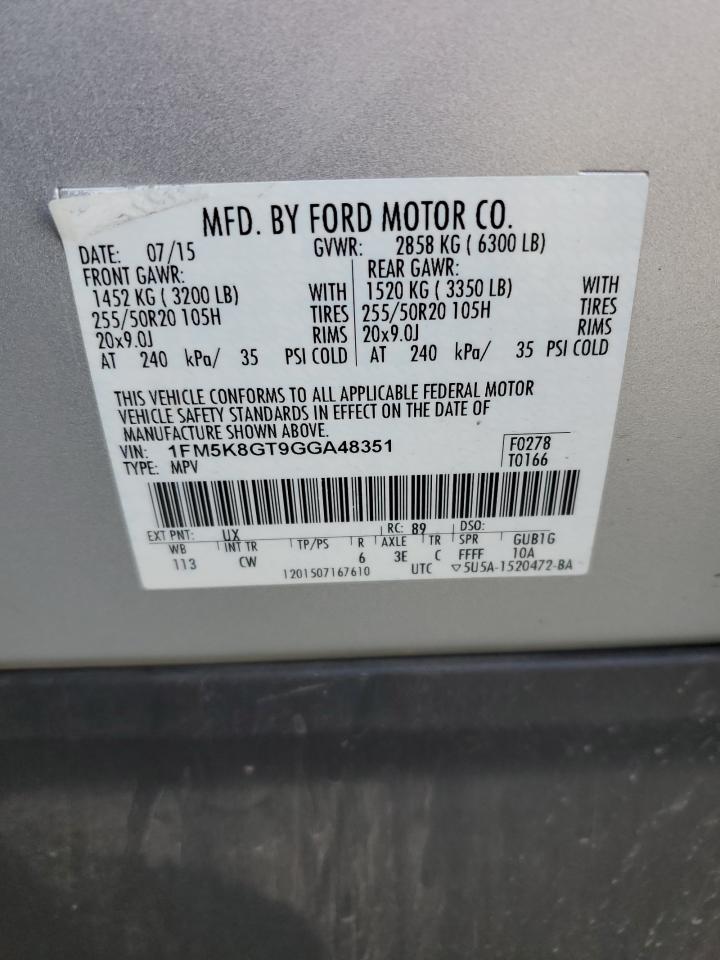 MFD. BY FORD MOTOR CO.
DATE: 07/15 GVWR: 2858 KG ( 6300 LB)
FRONT GAWR: REAR GAWR:
1452 KG ( 3200 LB) WITH 1520 KG ( 3350 LB) WITH
255/50R20 105H TIRES 255/50R20 105H TIRES
20x9.0J RIMS 20x9.0J RIMS
AT 240 kPa/ 35 PSI COLD AT 240 kPa/ 35 PSI COLD
THIS VEHICLE CONFORMS TO ALL APPLICABLE FEDERAL MOTOR
VEHICLE SAFETY STANDARDS IN EFFECT ON THE DATE OF
MANUFACTURE SHOWN ABOVE.
VIN: 1FM5K8GT9GGA48351 F0278
TYPE: MPV T0166
EXT PNT: UX RC: 89 DSO:
WB INT TR TP/PS R AXLE TR SPR GUB1G
113 CW 6 3E C FFFF 10A
1201507167610 UTC ▽5U5A-1520472-BA